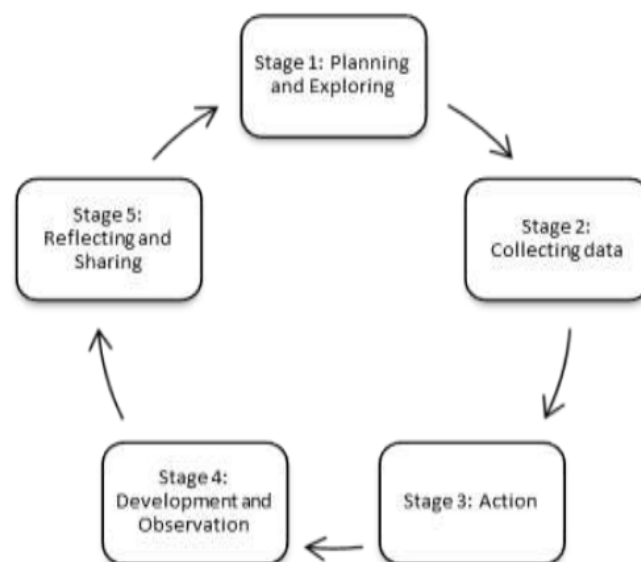 Stage 1: Planning
and Exploring
Stage 2:
Collecting data
Stage 3: Action
Stage 4:
Development and
Observation
Stage 5:
Reflecting and
Sharing